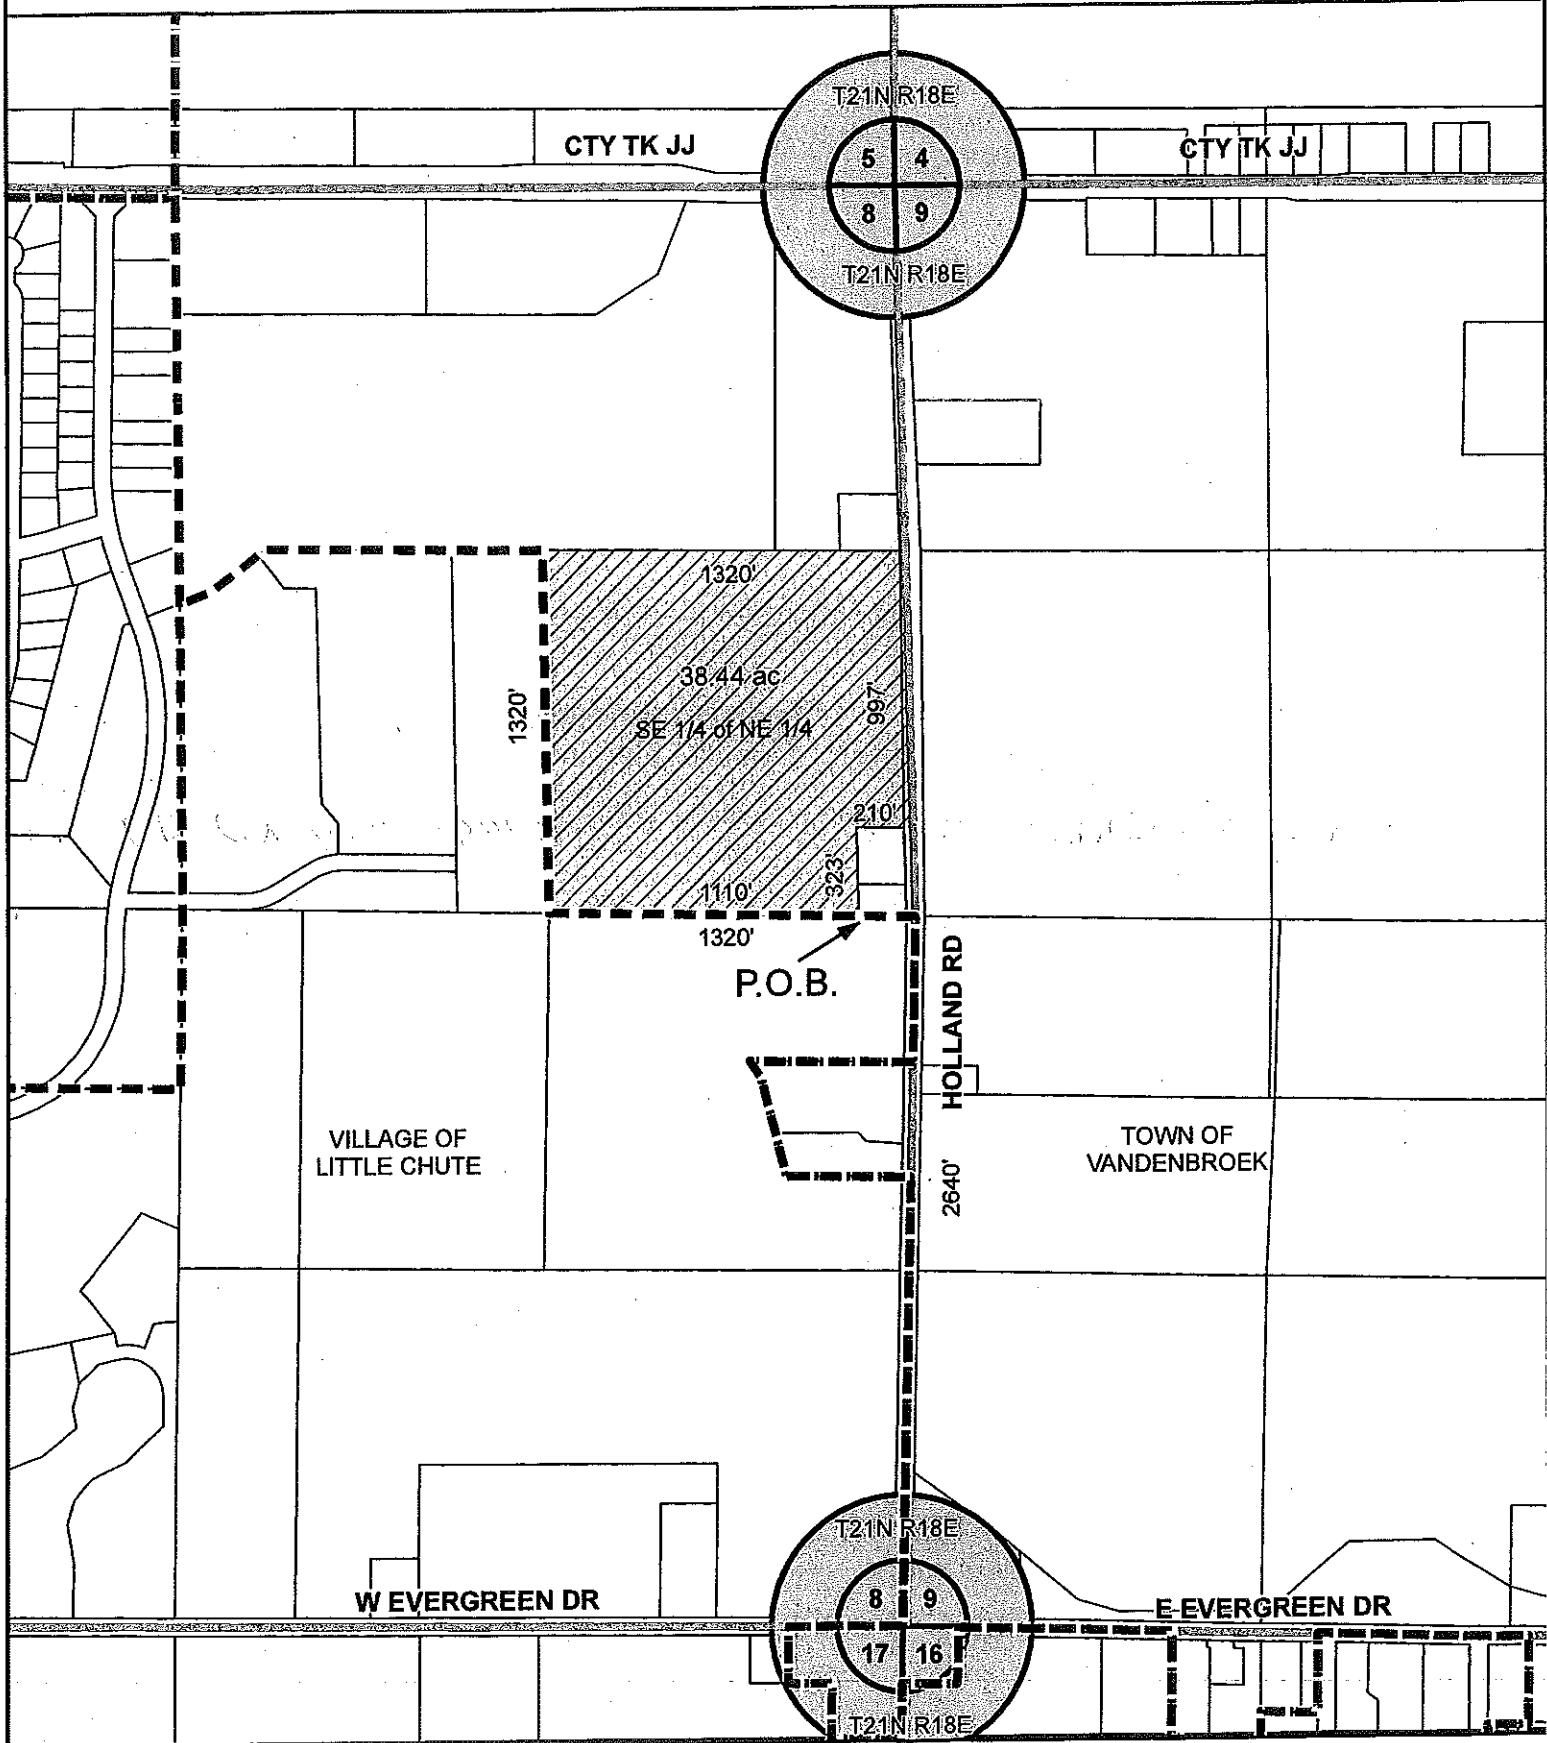 T21N R18E
CTY TK JJ
5 4
CTY TK JJ
8 9
T21N R18E
1320'
38.44 ac
1320'
997'
SE 1/4 of NE 1/4
210'
323'
1110'
1320'
P.O.B.
HOLLAND RD
VILLAGE OF
LITTLE CHUTE
TOWN OF
VANDENBROEK
2640'
T21N R18E
W EVERGREEN DR
8 9
E EVERGREEN DR
17 16
T21N R18E